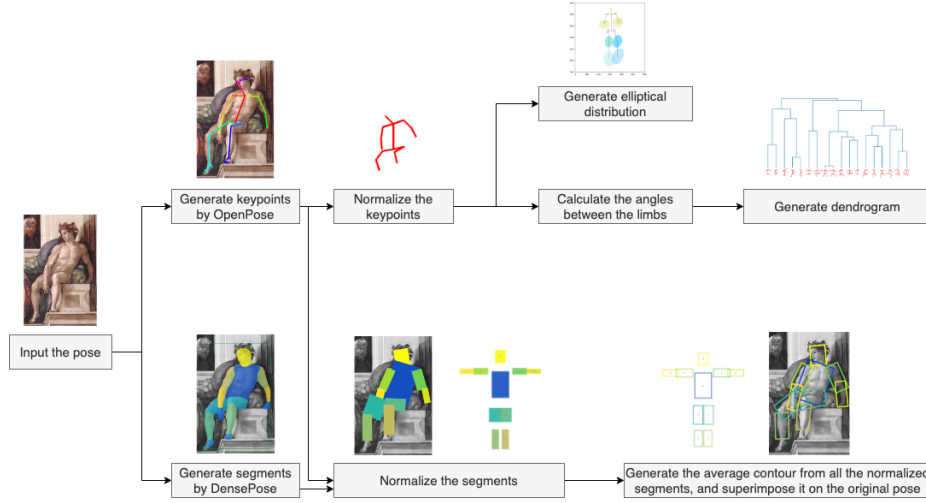 Generate elliptical
distribution
Generate keypoints
by OpenPose
Normalize the
keypoints
Calculate the angles
between the limbs
Generate dendrogram
Input the pose
Generate segments
by DensePose
Normalize the segments
Generate the average contour from all the normalized
segments, and superimpose it on the original pose